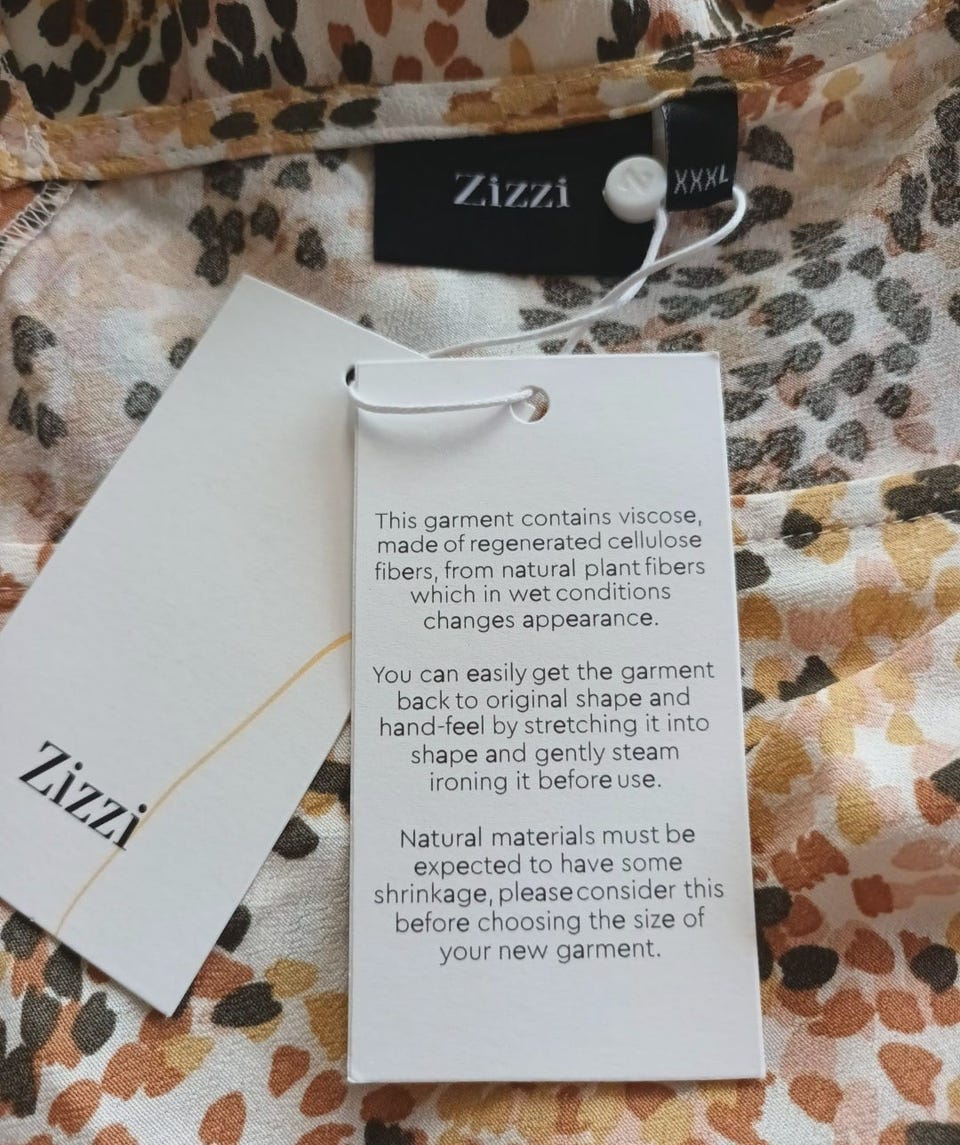 Zizzi
XXXL
This garment contains viscose,
made of regenerated cellulose
fibers, from natural plant fibers
which in wet conditions
changes appearance.
You can easily get the garment
back to original shape and
hand-feel by stretching it into
shape and gently steam
ironing it before use.
Natural materials must be
expected to have some
shrinkage, please consider this
before choosing the size of
your new garment.
Zizzi